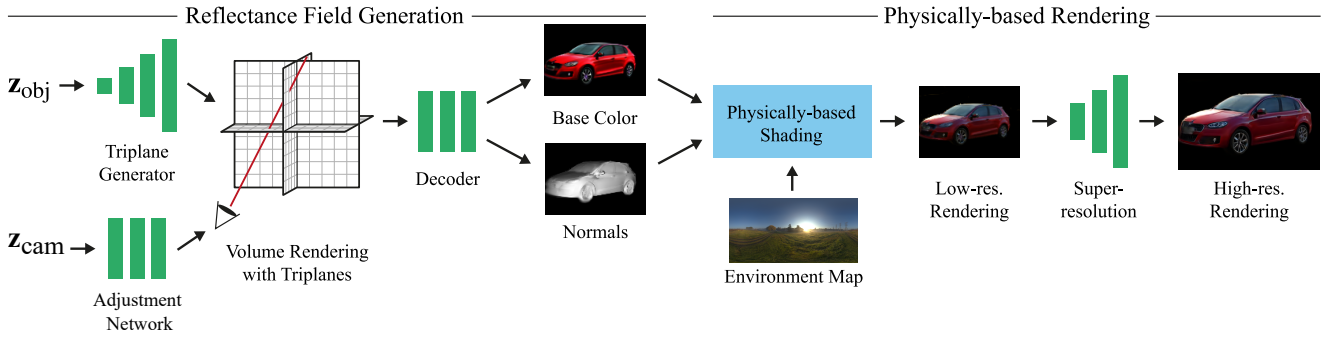 Reflectance Field Generation
Physically-based Rendering
z_obj
Triplane
Generator
z_cam
Adjustment
Network
Volume Rendering
with Triplanes
Decoder
Base Color
Normals
Physically-based
Shading
Environment Map
Low-res.
Rendering
Super-
resolution
High-res.
Rendering